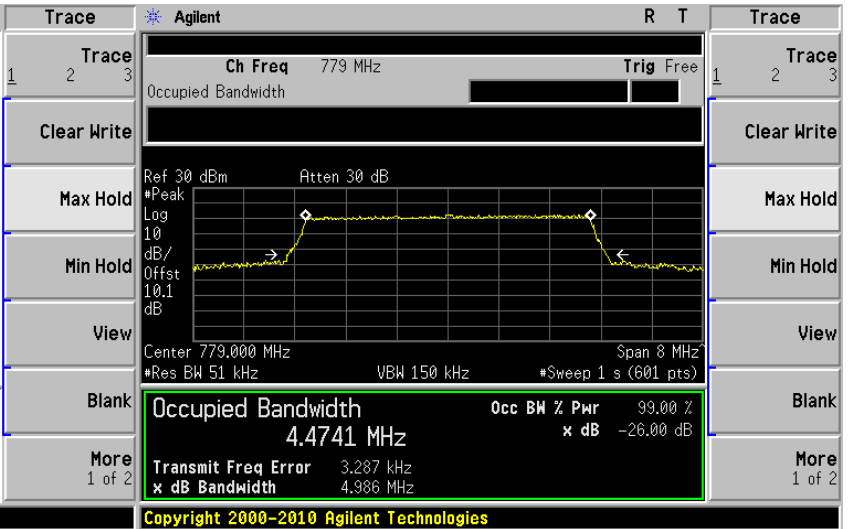 Trace
Trace
1 2 3
Clear Write
Max Hold
Min Hold
View
Blank
More
1 of 2
Agilent
R T
Ch Freq 779 MHz Trig Free
Occupied Bandwidth
Ref 30 dBm Atten 30 dB
#Peak
Log
10
dB/
Offst
10.1
dB
Center 779.000 MHz Span 8 MHz^
#Res BW 51 kHz VBW 150 kHz #Sweep 1 s (601 pts)
Occupied Bandwidth Occ BW % Pwr 99.00 %
4.4741 MHz x dB -26.00 dB
Transmit Freq Error 3.287 kHz
x dB Bandwidth 4.986 MHz
Copyright 2000-2010 Agilent Technologies
Trace
Trace
1 2 3
Clear Write
Max Hold
Min Hold
View
Blank
More
1 of 2